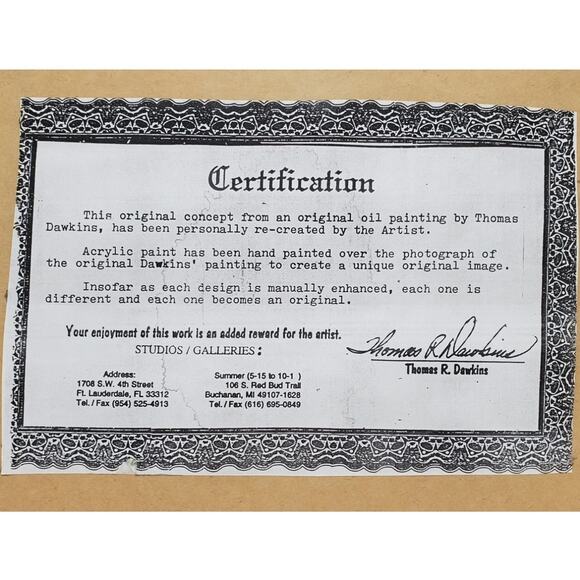 Certification
This original concept from an original oil painting by Thomas
Dawkins, has been personally re-created by the Artist.
Acrylic paint has been hand painted over the photograph of
the original Dawkins' painting to create a unique original image.
Insofar as each design is manually enhanced, each one is
different and each one becomes an original.
Your enjoyment of this work is an added reward for the artist.
STUDIOS / GALLERIES:
Thomas R Dawkins
Thomas R. Dawkins
Address:
1708 S.W. 4th Street
Ft. Lauderdale, FL 33312
Tel. / Fax (954) 525-4913
Summer (5-15 to 10-1 )
106 S. Red Bud Trail
Buchanan, MI 49107-1628
Tel. / Fax (616) 695-0849